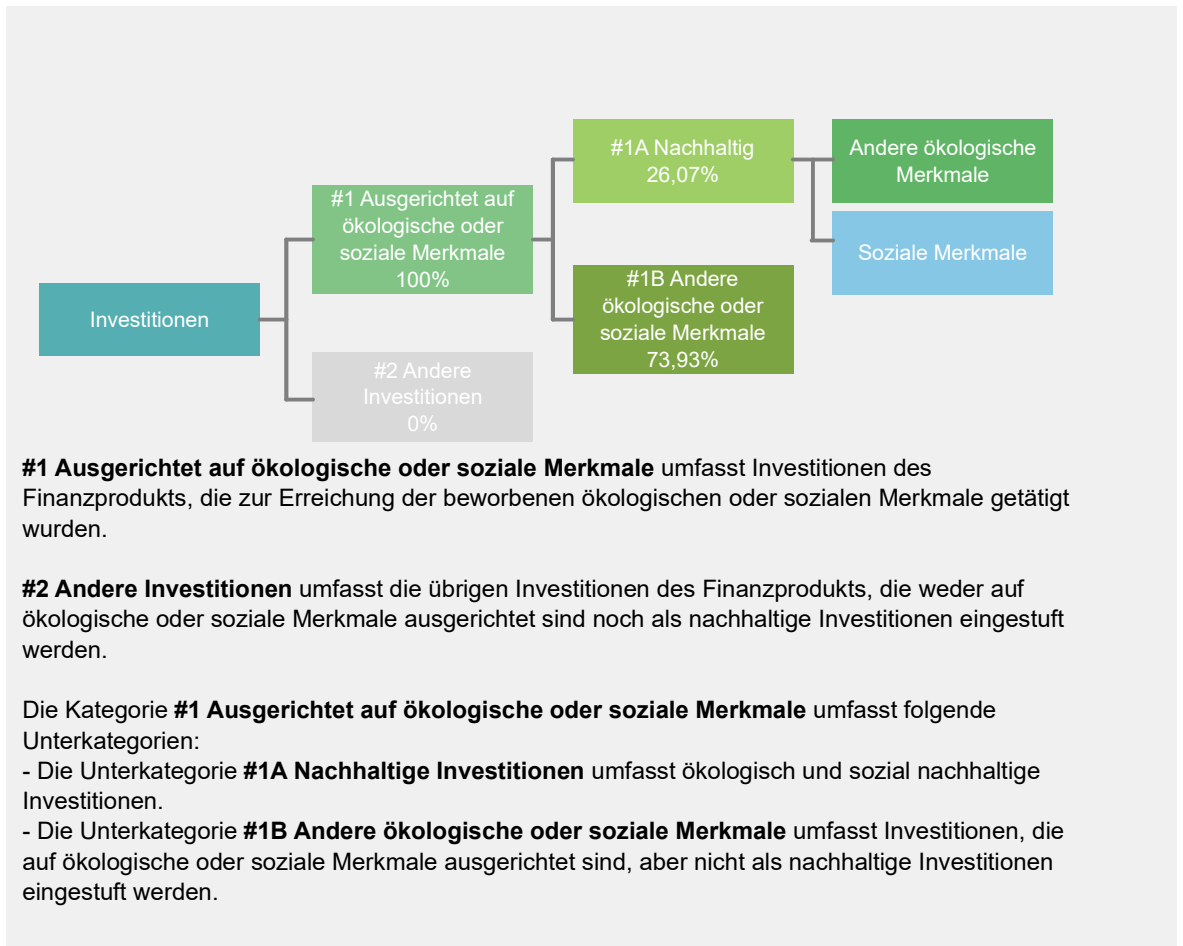 #1A Nachhaltig
26,07%
Andere ökologische
Merkmale
#1 Ausgerichtet auf
ökologische oder
soziale Merkmale
100%
Soziale Merkmale
#1B Andere
ökologische oder
soziale Merkmale
73,93%
Investitionen
#2 Andere
Investitionen
0%
#1 Ausgerichtet auf ökologische oder soziale Merkmale umfasst Investitionen des
Finanzprodukts, die zur Erreichung der beworbenen ökologischen oder sozialen Merkmale getätigt
wurden.
#2 Andere Investitionen umfasst die übrigen Investitionen des Finanzprodukts, die weder auf
ökologische oder soziale Merkmale ausgerichtet sind noch als nachhaltige Investitionen eingestuft
werden.
Die Kategorie #1 Ausgerichtet auf ökologische oder soziale Merkmale umfasst folgende
Unterkategorien:
- Die Unterkategorie #1A Nachhaltige Investitionen umfasst ökologisch und sozial nachhaltige
Investitionen.
- Die Unterkategorie #1B Andere ökologische oder soziale Merkmale umfasst Investitionen, die
auf ökologische oder soziale Merkmale ausgerichtet sind, aber nicht als nachhaltige Investitionen
eingestuft werden.